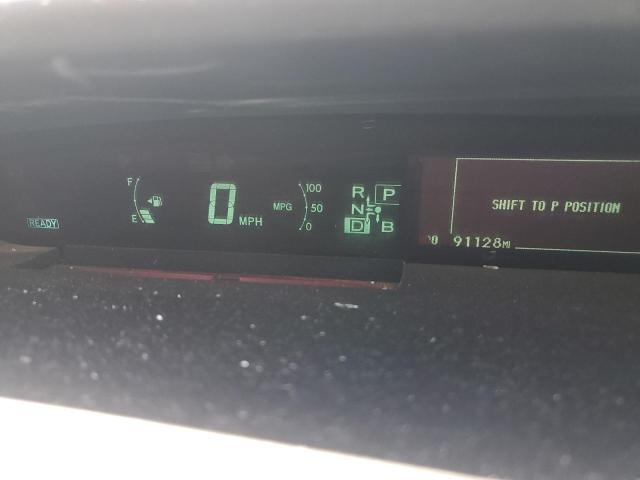 READY
F
E
0 MPH
MPG
100
50
0
R P
N
D B
SHIFT TO P POSITION
91128MI